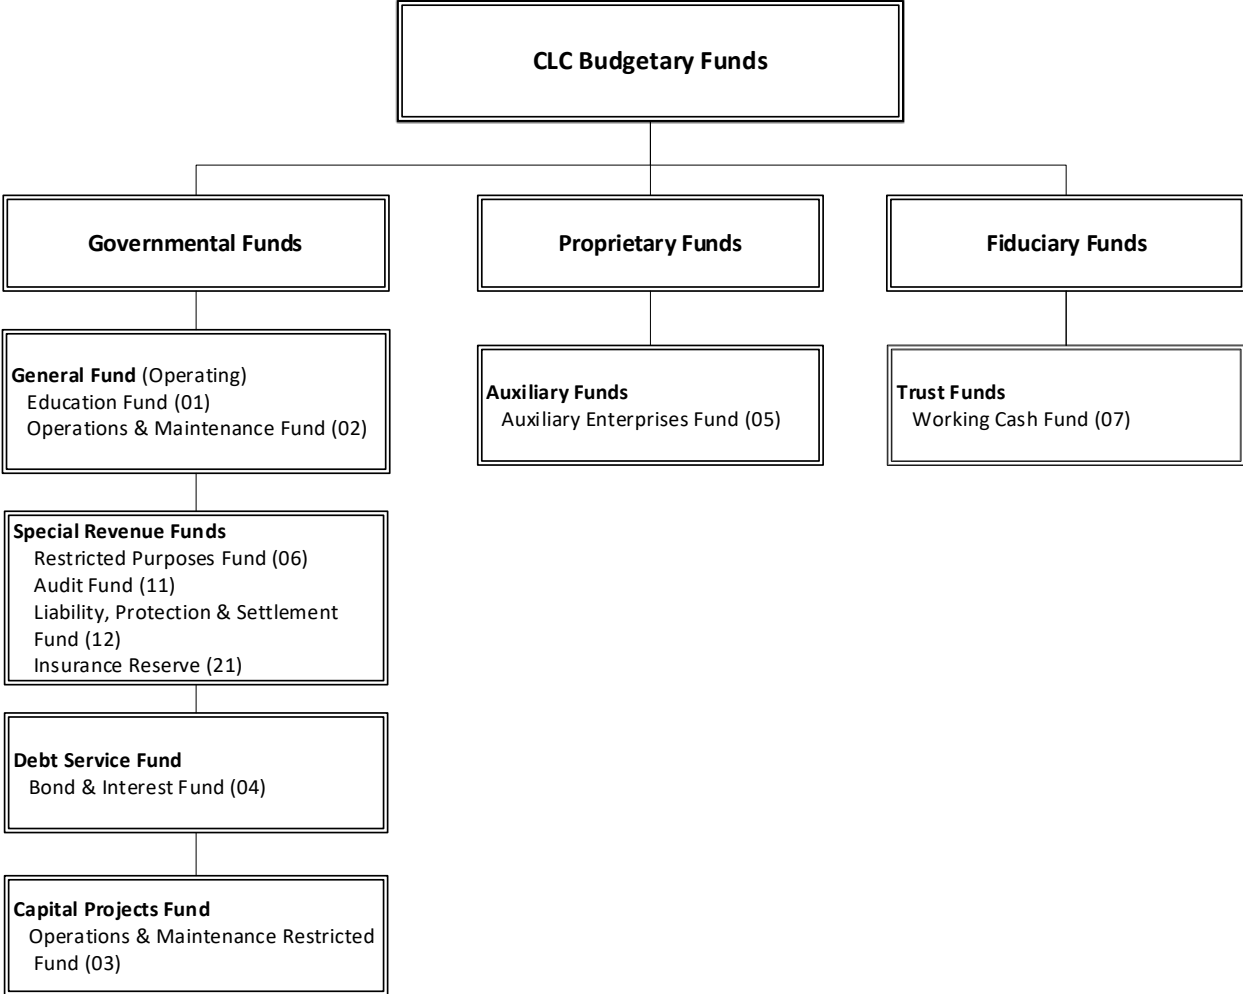 CLC Budgetary Funds
Governmental Funds
Proprietary Funds
Fiduciary Funds
General Fund (Operating)
Education Fund (01)
Operations & Maintenance Fund (02)
Auxiliary Funds
Auxiliary Enterprises Fund (05)
Trust Funds
Working Cash Fund (07)
Special Revenue Funds
Restricted Purposes Fund (06)
Audit Fund (11)
Liability, Protection & Settlement
Fund (12)
Insurance Reserve (21)
Debt Service Fund
Bond & Interest Fund (04)
Capital Projects Fund
Operations & Maintenance Restricted
Fund (03)